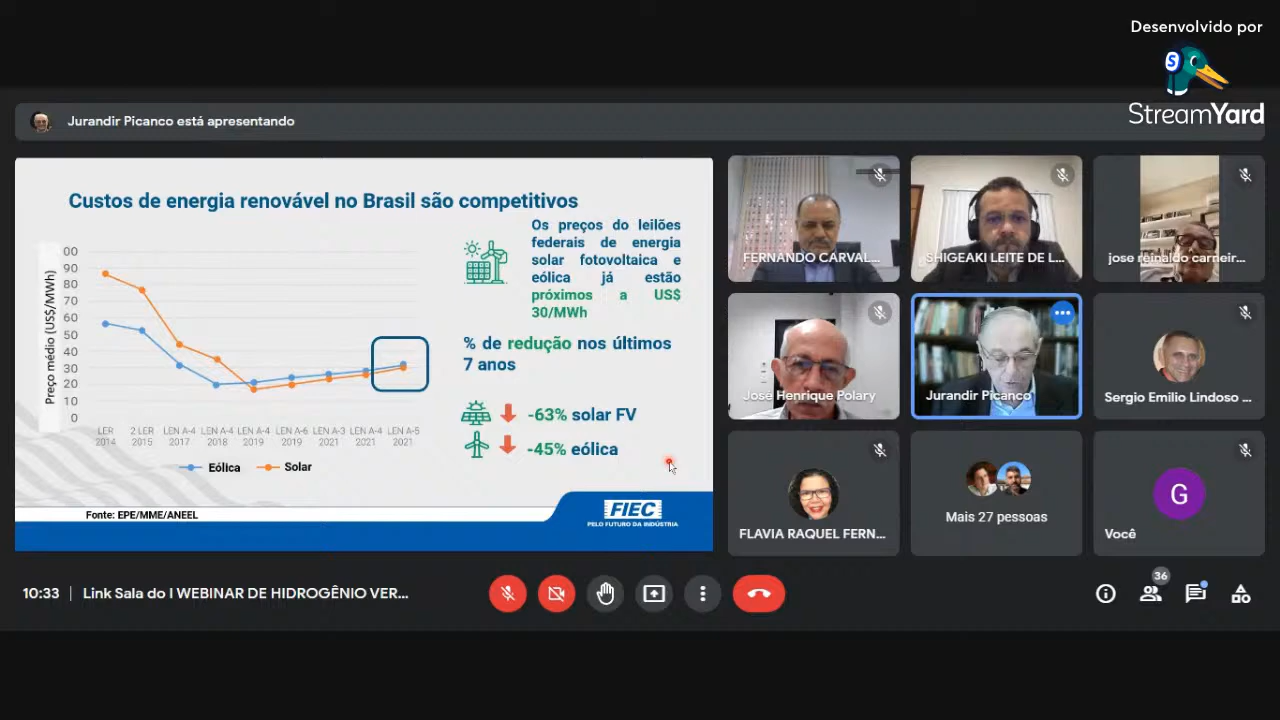 Desenvolvido por
StreamYard
Jurandir Picanco está apresentando
Custos de energia renovável no Brasil são competitivos
Preço médio (US$/MWh)
00
90
80
70
60
50
40
30
20
10
0
LER 2014
2 LER 2015
LEN A-4 2017
LEN A-4 2018
LEN A-4 2019
LEN A-6 2019
LEN A-3 2021
LEN A-4 2021
LEN A-5 2021
Eólica
Solar
Os preços do leilões
federais de energia
solar fotovoltaica e
eólica já estão
próximos a US$
30/MWh
% de redução nos últimos
7 anos
-63% solar FV
-45% eólica
Fonte: EPE/MME/ANEEL
FIEC
PELO FUTURO DA INDÚSTRIA
FERNANDO CARVAL...
SHIGEAKI LEITE DE L...
jose reinaldo carneir...
José Henrique Polary
Jurandir Picanco
Sergio Emilio Lindoso ...
FLAVIA RAQUEL FERN...
Mais 27 pessoas
G
Você
10:33 | Link Sala do I WEBINAR DE HIDROGÊNIO VER...
36